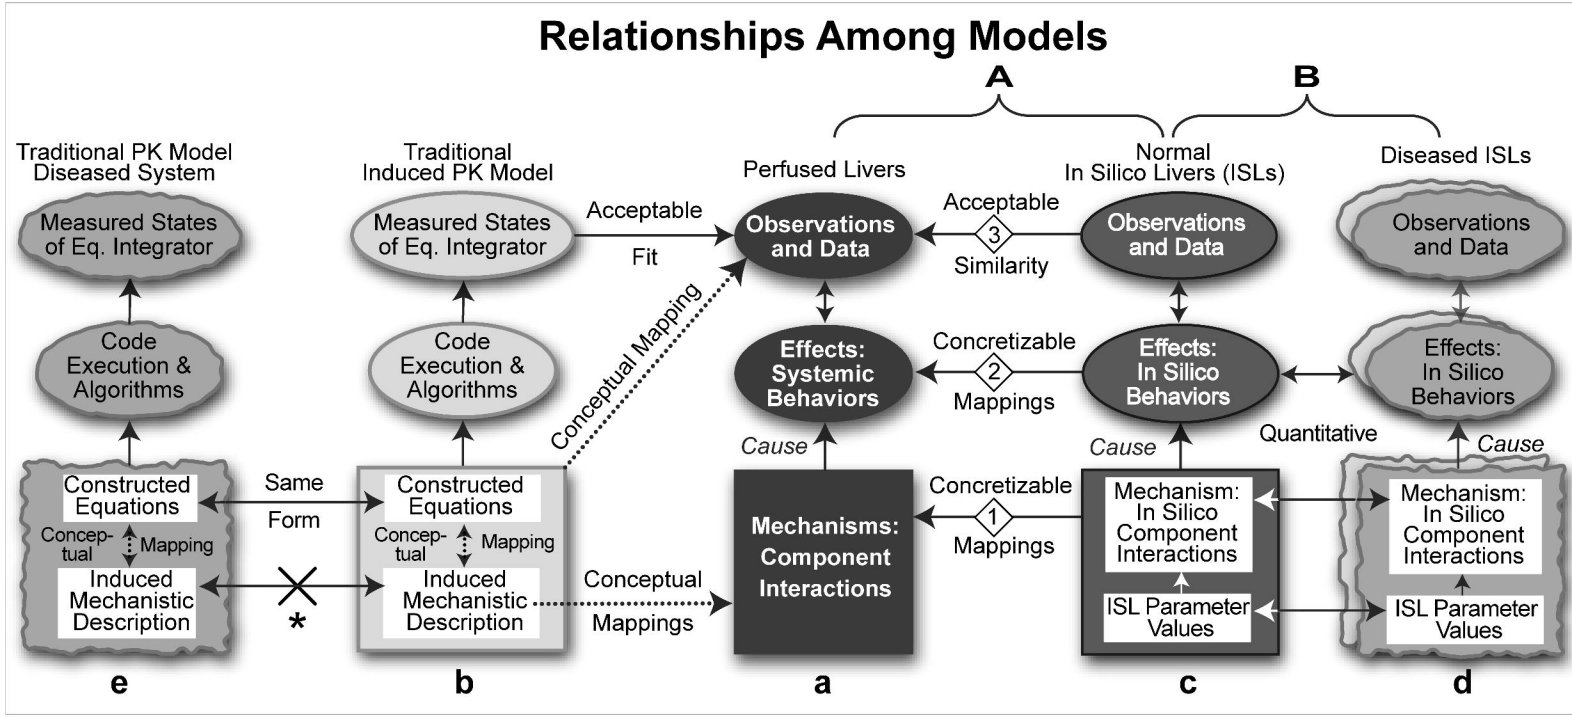 Relationships Among Models
A
B
Traditional PK Model
Diseased System
Traditional
Induced PK Model
Perfused Livers
Normal
In Silico Livers (ISLs)
Diseased ISLs
Measured States
of Eq. Integrator
Measured States
of Eq. Integrator
Acceptable
Fit
Observations
and Data
Acceptable
3
Similarity
Observations
and Data
Observations
and Data
Code
Execution &
Algorithms
Code
Execution &
Algorithms
Conceptual Mapping
Effects:
Systemic
Behaviors
Concretizable
2
Mappings
Effects:
In Silico
Behaviors
Effects:
In Silico
Behaviors
Cause
Cause
Quantitative
Cause
Constructed
Equations
Concep-
tual
Mapping
Induced
Mechanistic
Description
Same
Form
*
Constructed
Equations
Concep-
tual
Mapping
Induced
Mechanistic
Description
Conceptual
Mappings
Mechanisms:
Component
Interactions
Concretizable
1
Mappings
Mechanism:
In Silico
Component
Interactions
ISL Parameter
Values
Mechanism:
In Silico
Component
Interactions
ISL Parameter
Values
e
b
a
c
d